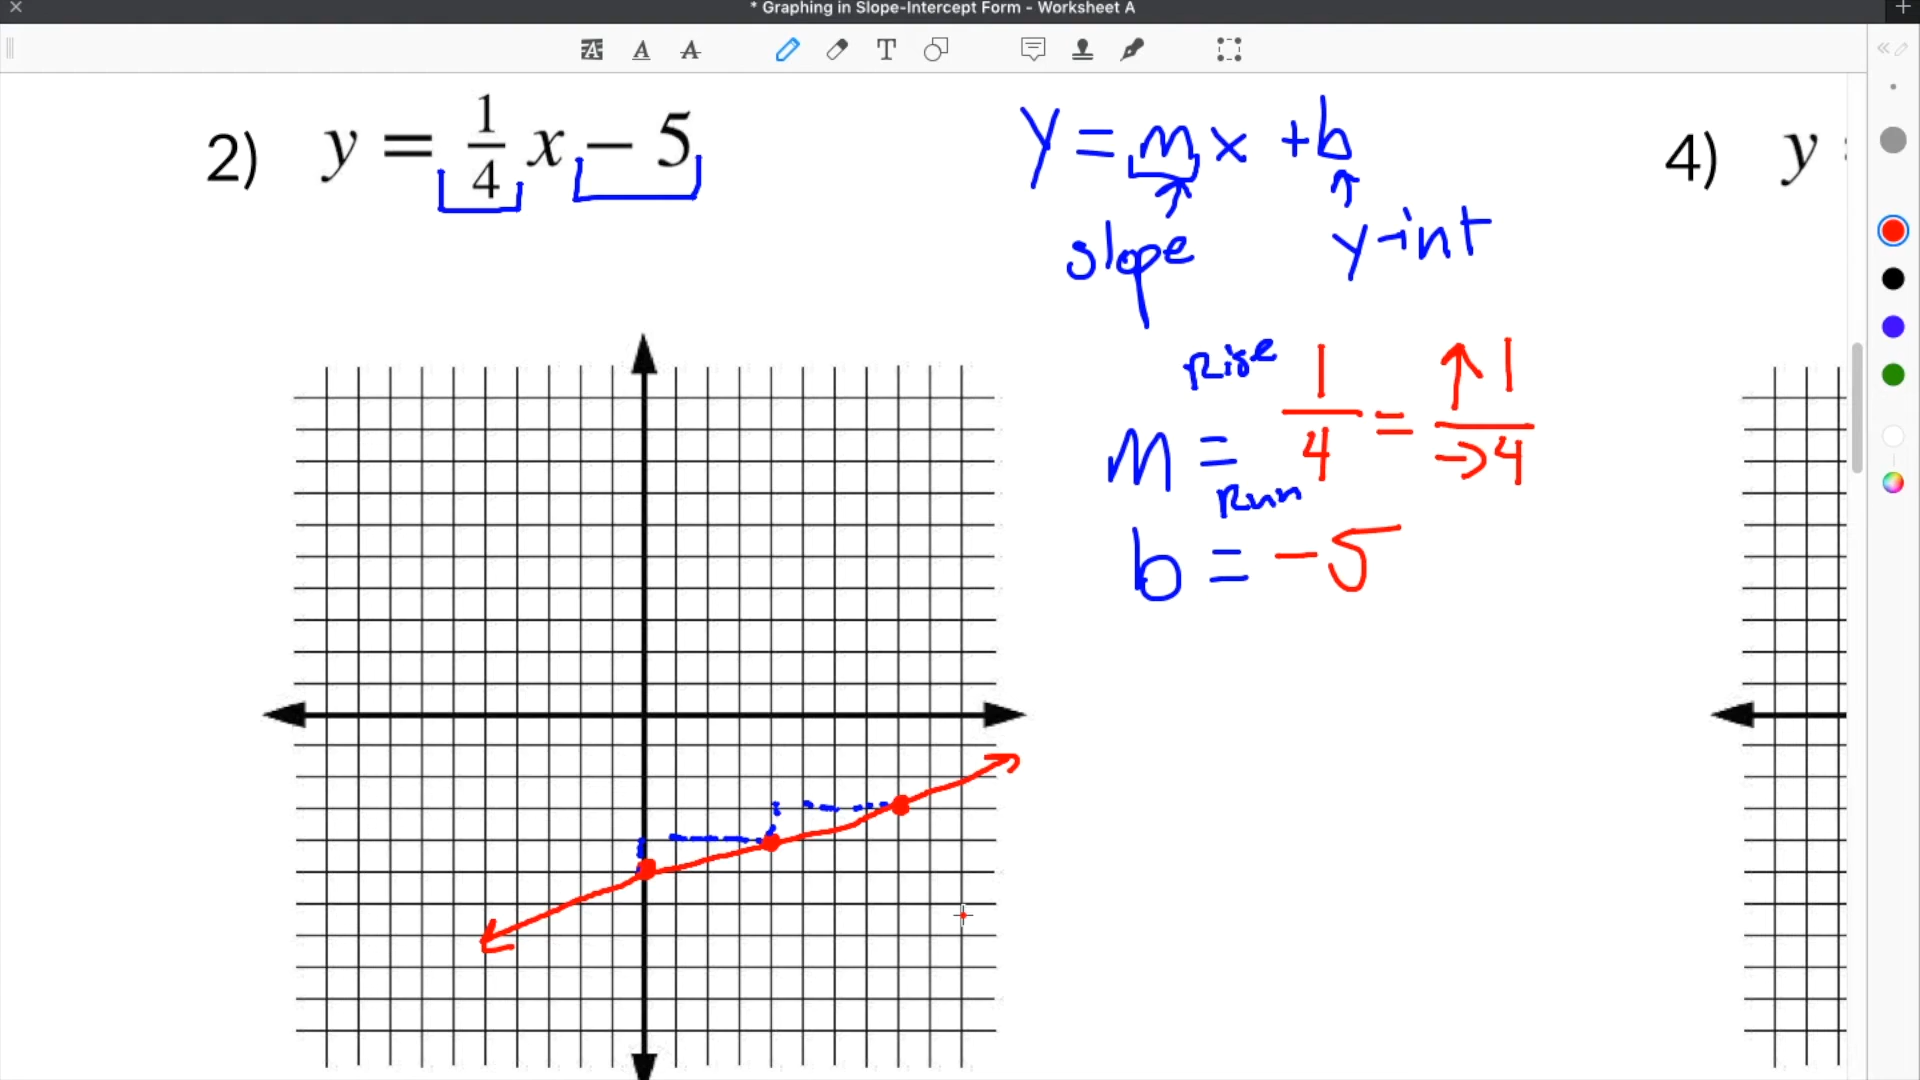 * Graphing in Slope-Intercept Form - Worksheet A
A A A T
2) y = 1/4 x - 5
y = mx + b
slope y-int
4) y
Rise
m = 1/4 = ↑1/→4
Run
b = -5